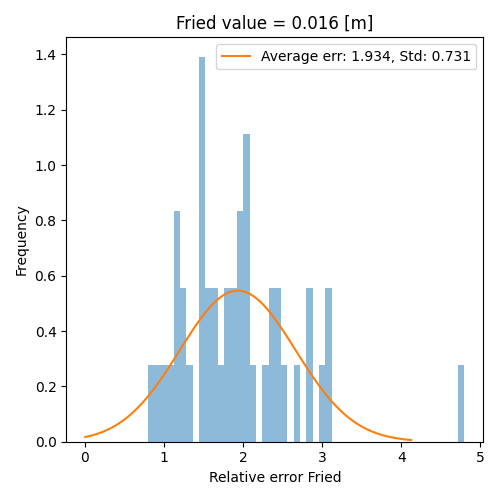 Fried value = 0.016 [m]
Average err: 1.934, Std: 0.731
1.4
1.2
1.0
0.8
0.6
0.4
0.2
0.0
Frequency
0 1 2 3 4 5
Relative error Fried